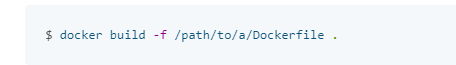 $ docker build -f /path/to/a/Dockerfile .